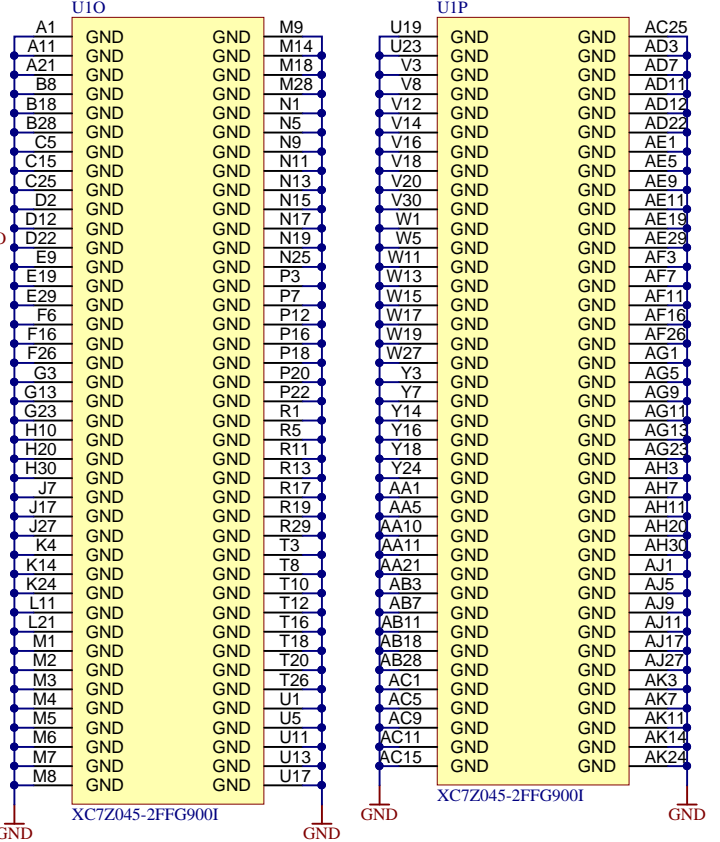 U1O
A1 GND GND M9
A11 GND GND M14
A21 GND GND M18
B8 GND GND M28
B18 GND GND N1
B28 GND GND N5
C5 GND GND N9
C15 GND GND N11
C25 GND GND N13
D2 GND GND N15
D12 GND GND N17
D22 GND GND N19
E9 GND GND N25
E19 GND GND P3
E29 GND GND P7
F6 GND GND P12
F16 GND GND P16
F26 GND GND P18
G3 GND GND P20
G13 GND GND P22
G23 GND GND R1
H10 GND GND R5
H20 GND GND R11
H30 GND GND R13
J7 GND GND R17
J17 GND GND R19
J27 GND GND R29
K4 GND GND T3
K14 GND GND T8
K24 GND GND T10
L11 GND GND T12
L21 GND GND T16
M1 GND GND T18
M2 GND GND T20
M3 GND GND T26
M4 GND GND U1
M5 GND GND U5
M6 GND GND U11
M7 GND GND U13
M8 GND GND U17
XC7Z045-2FFG900I
GND GND
U1P
U19 GND GND AC25
U23 GND GND AD3
V3 GND GND AD7
V8 GND GND AD11
V12 GND GND AD12
V14 GND GND AD22
V16 GND GND AE1
V18 GND GND AE5
V20 GND GND AE9
V30 GND GND AE11
W1 GND GND AE19
W5 GND GND AE29
W11 GND GND AF3
W13 GND GND AF7
W15 GND GND AF11
W17 GND GND AF16
W19 GND GND AF26
W27 GND GND AG1
Y3 GND GND AG5
Y7 GND GND AG9
Y14 GND GND AG11
Y16 GND GND AG13
Y18 GND GND AG23
Y24 GND GND AH3
AA1 GND GND AH7
AA5 GND GND AH11
AA10 GND GND AH20
AA11 GND GND AH30
AA21 GND GND AJ1
AB3 GND GND AJ5
AB7 GND GND AJ9
AB11 GND GND AJ11
AB18 GND GND AJ17
AB28 GND GND AJ27
AC1 GND GND AK3
AC5 GND GND AK7
AC9 GND GND AK11
AC11 GND GND AK14
AC15 GND GND AK24
XC7Z045-2FFG900I
GND GND